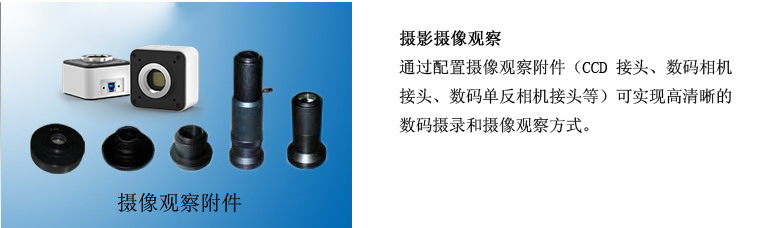 摄影摄像观察
通过配置摄像观察附件（CCD 接头、数码相机
接头、数码单反相机接头等）可实现高清晰的
数码摄录和摄像观察方式。
摄像观察附件